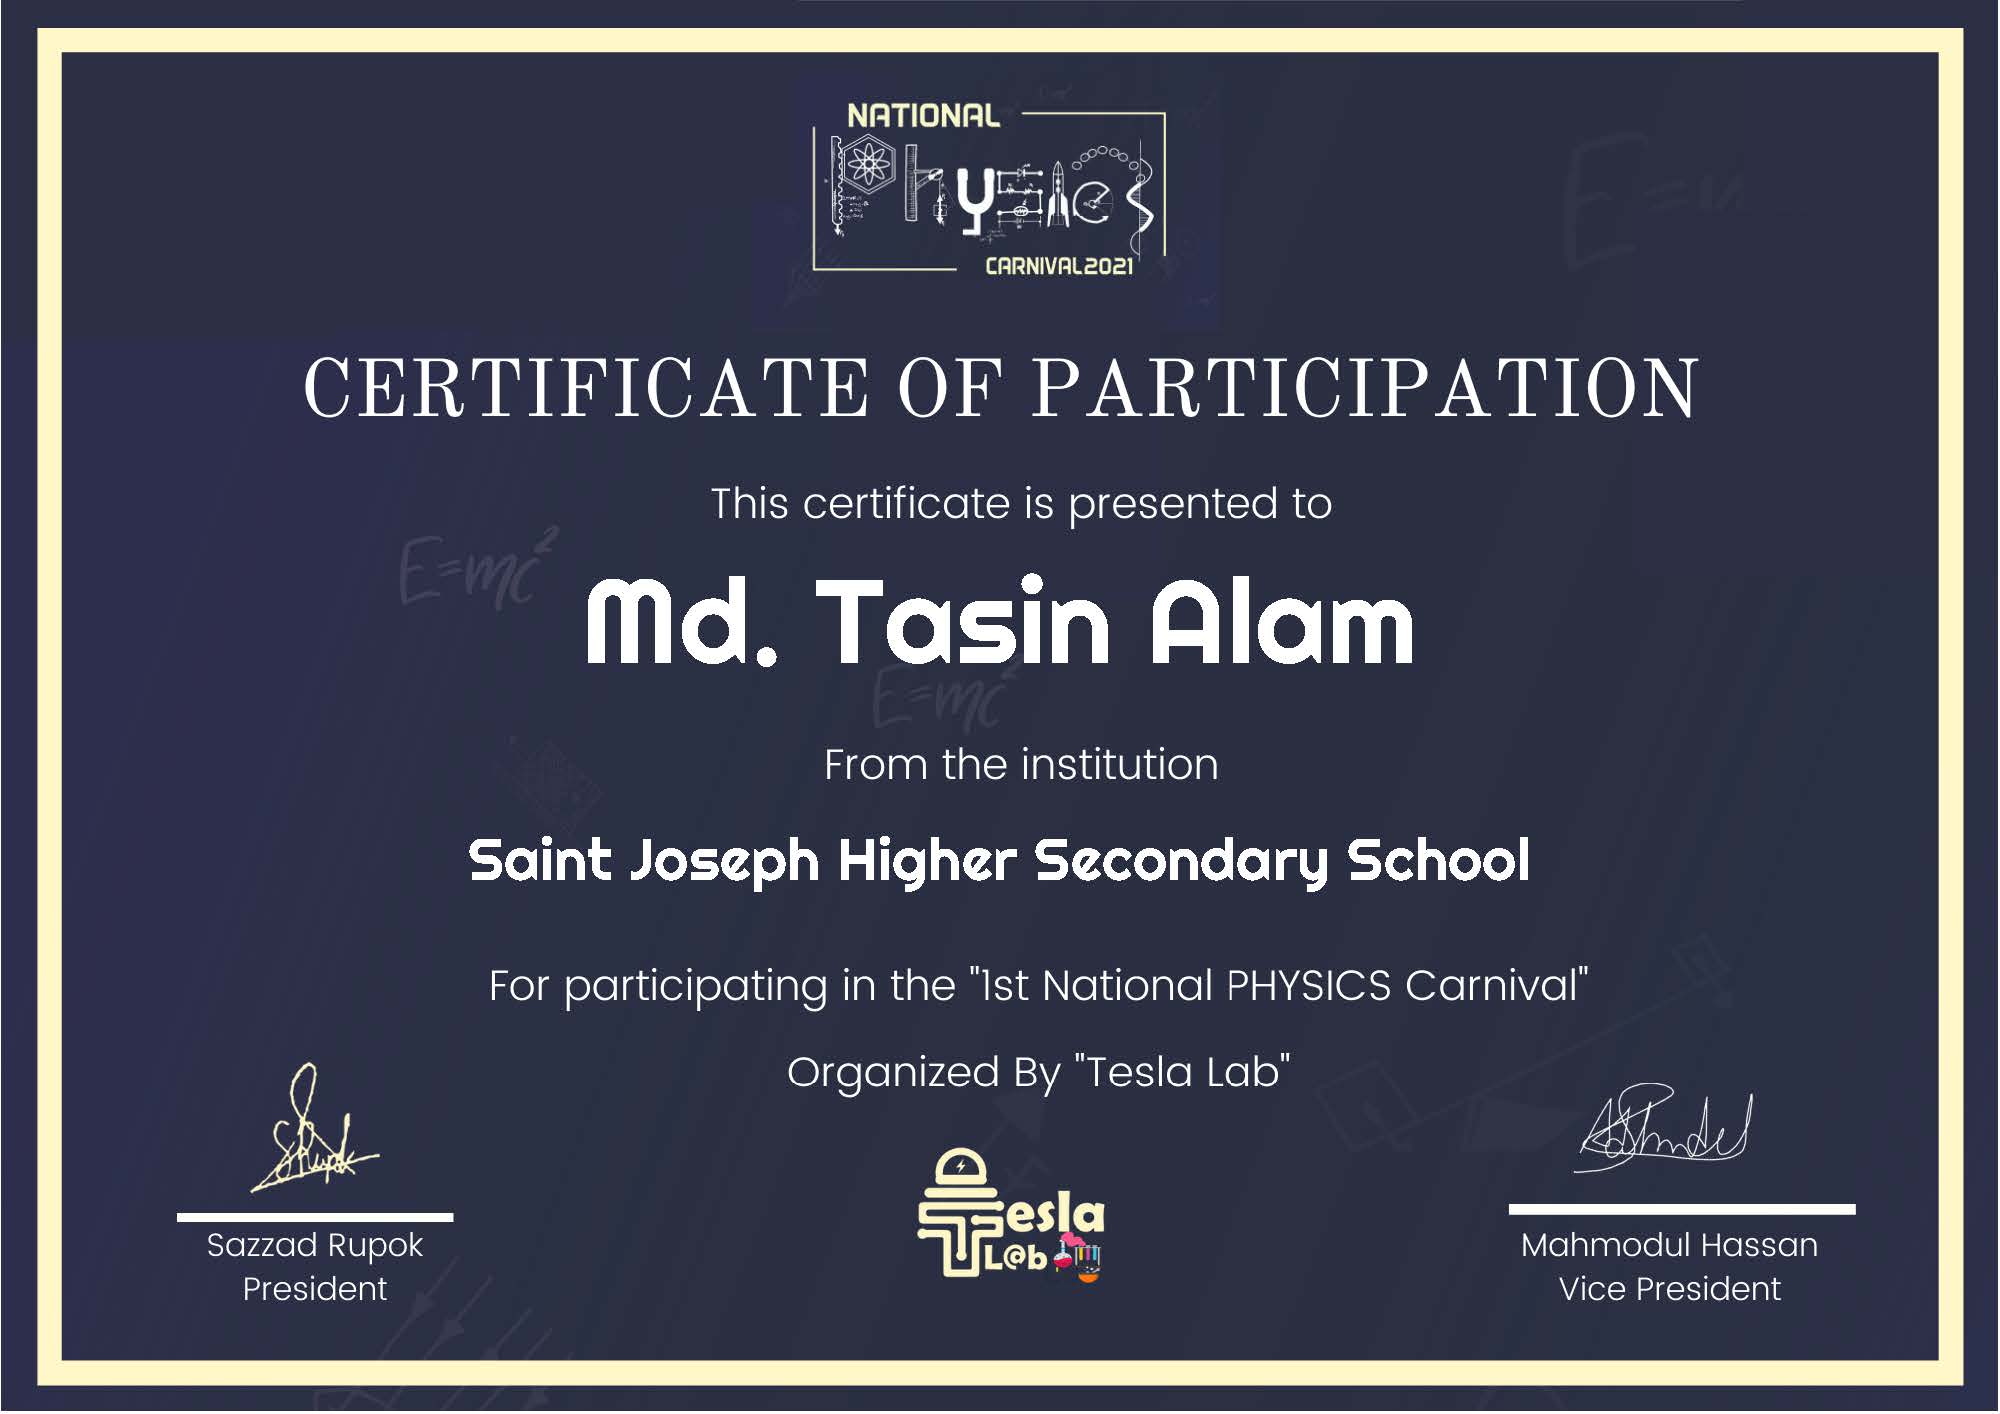 NATIONAL
Physics
CARNIVAL2021
CERTIFICATE OF PARTICIPATION
This certificate is presented to
E=mc²
Md. Tasin Alam
E=mc²
From the institution
Saint Joseph Higher Secondary School
For participating in the "1st National PHYSICS Carnival"
Organized By "Tesla Lab"
Tesla
L@b
Sazzad Rupok
President
Mahmodul Hassan
Vice President